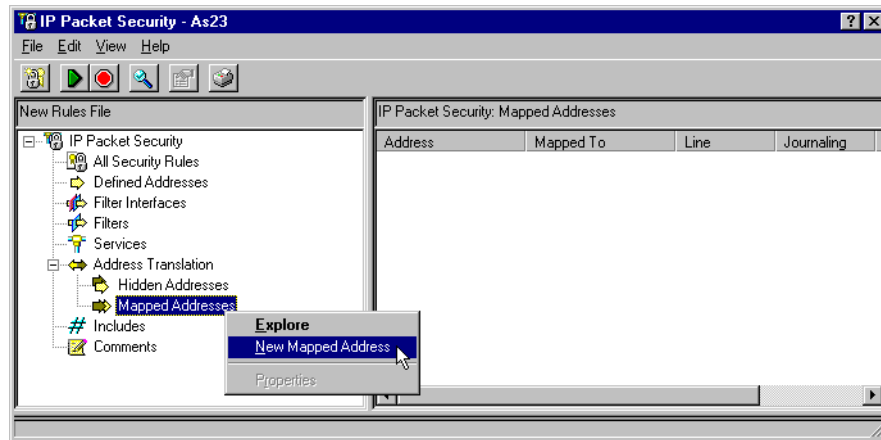 IP Packet Security - As23
File Edit View Help
New Rules File
IP Packet Security: Mapped Addresses
IP Packet Security
All Security Rules
Defined Addresses
Filter Interfaces
Filters
Services
Address Translation
Hidden Addresses
Mapped Addresses
Includes
Comments
Address Mapped To Line Journaling
Explore
New Mapped Address
Properties